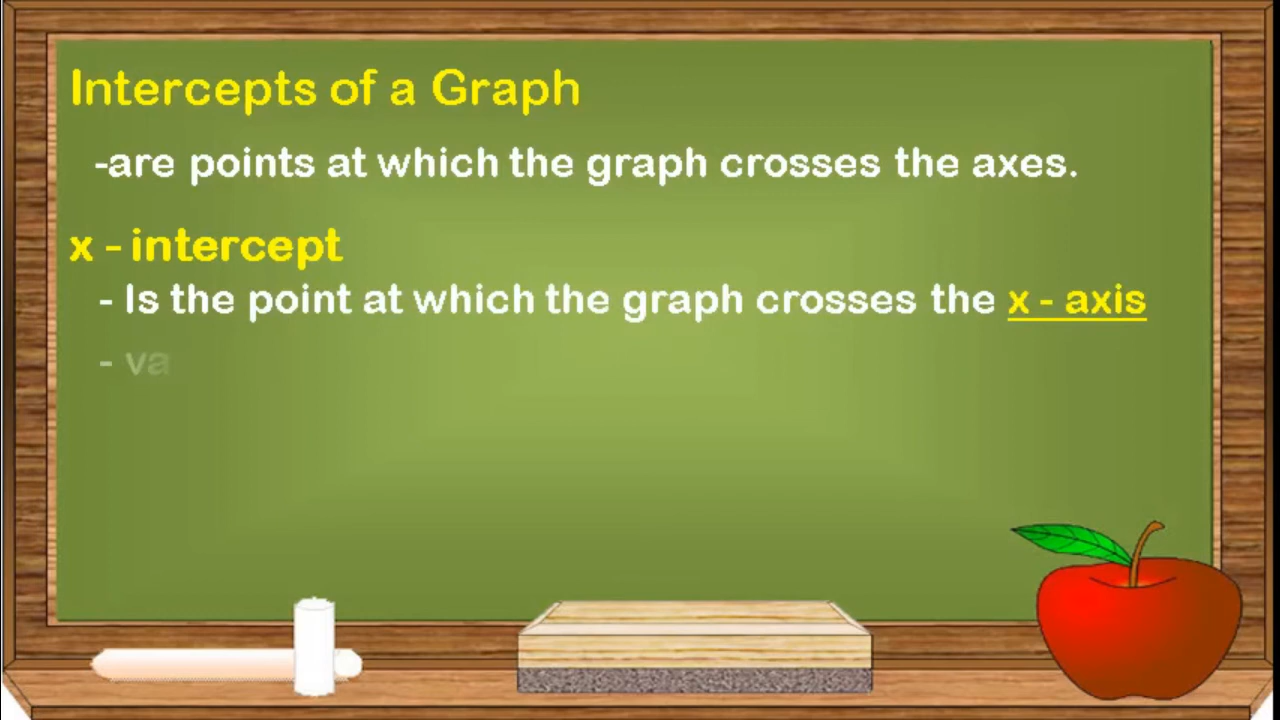 Intercepts of a Graph
-are points at which the graph crosses the axes.
x - intercept
- Is the point at which the graph crosses the x - axis
- va